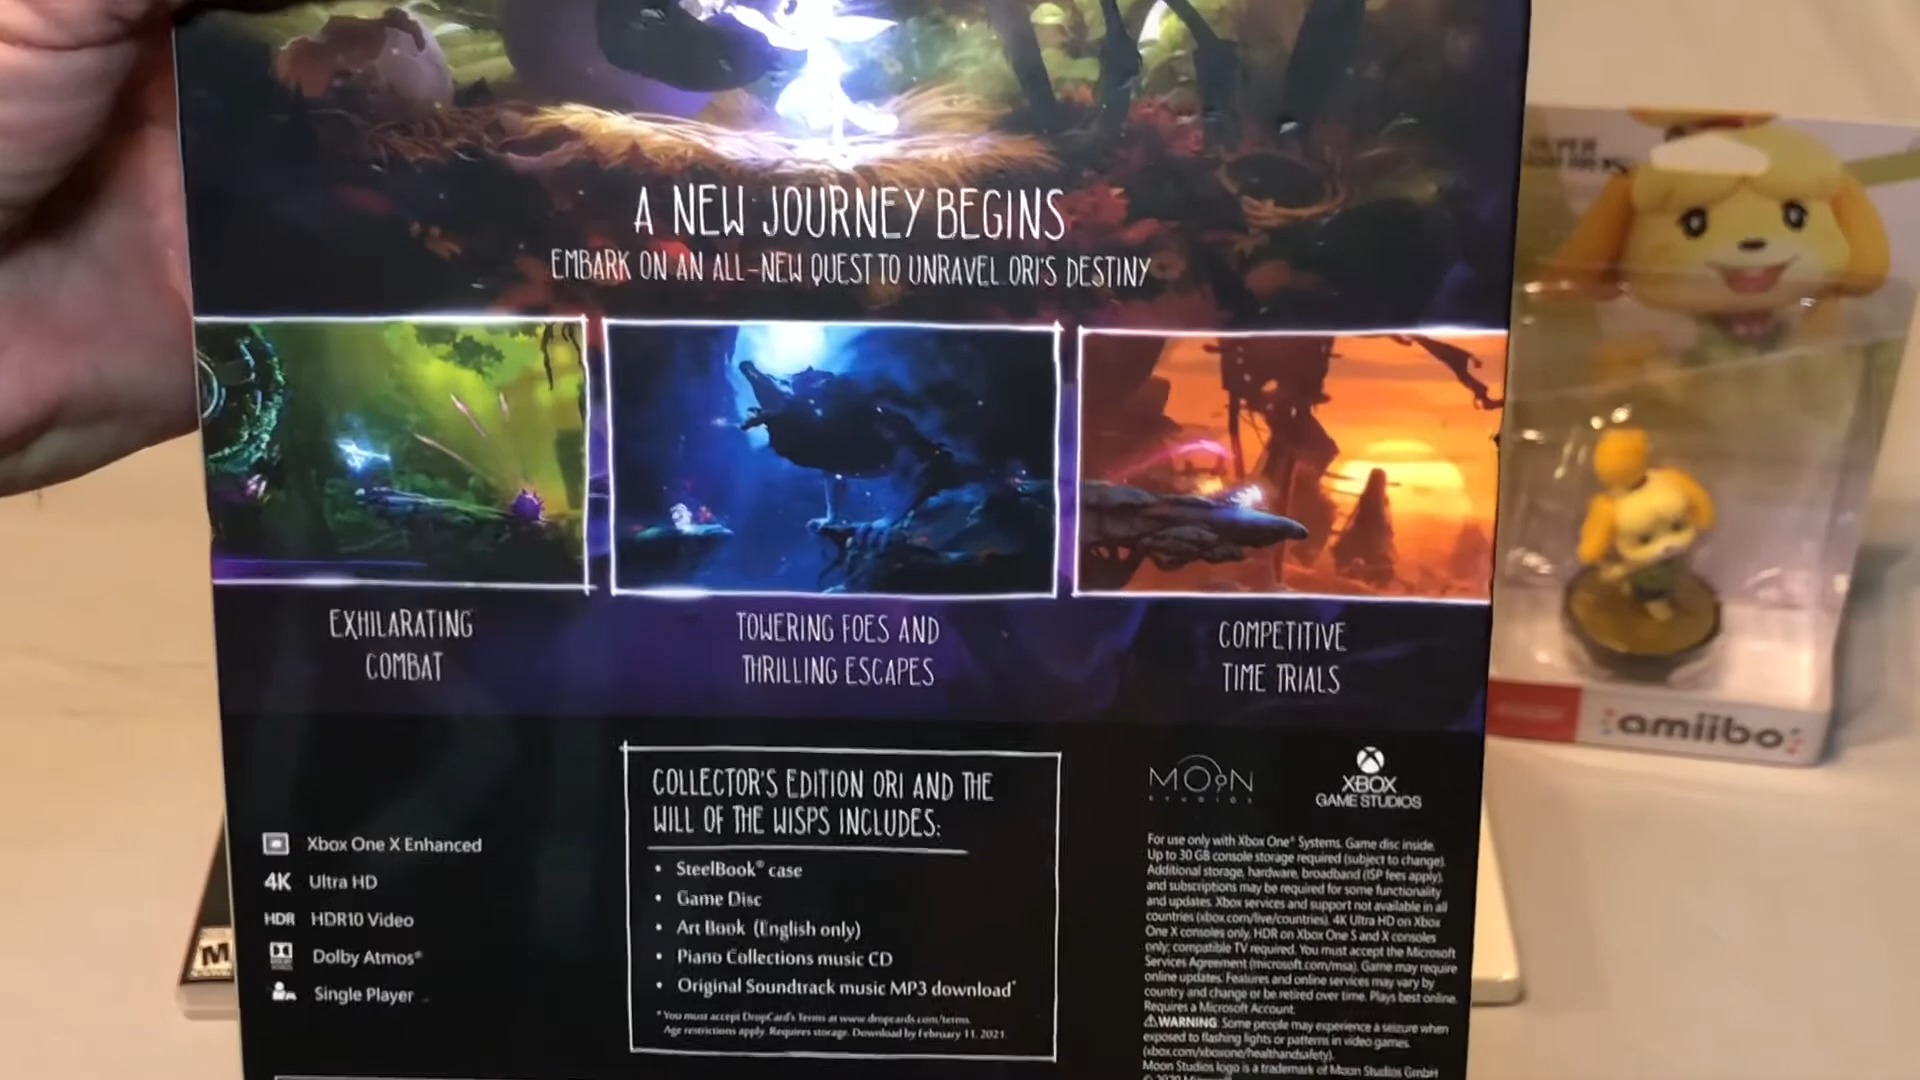 A NEW JOURNEY BEGINS
EMBARK ON AN ALL-NEW QUEST TO UNRAVEL ORI'S DESTINY
EXHILARATING
COMBAT
TOWERING FOES AND
THRILLING ESCAPES
COMPETITIVE
TIME TRIALS
amiibo
Xbox One X Enhanced
4K Ultra HD
HDR HDR10 Video
Dolby Atmos®
Single Player
M
COLLECTOR'S EDITION ORI AND THE
WILL OF THE WISPS INCLUDES:
• SteelBook® case
• Game Disc
• Art Book (English only)
• Piano Collections music CD
• Original Soundtrack music MP3 download*
* You must accept DropCard's Terms at www.dropcards.com/terms.
Age restrictions apply. Requires storage. Download by February 11, 2021.
MOON
STUDIOS
XBOX
GAME STUDIOS
For use only with Xbox One® Systems. Game disc inside.
Up to 30 GB console storage required (subject to change).
Additional storage, hardware, broadband (ISP fees apply),
and subscriptions may be required for some functionality
and updates. Xbox services and support not available in all
countries (xbox.com/live/countries). 4K Ultra HD on Xbox
One X consoles only. HDR on Xbox One S and X consoles
only; compatible TV required. You must accept the Microsoft
Services Agreement (microsoft.com/msa). Game may require
online updates. Features and online services may vary by
country and change or be retired over time. Plays best online.
Requires a Microsoft Account.
⚠WARNING: Some people may experience a seizure when
exposed to flashing lights or patterns in video games.
(xbox.com/xboxone/healthandsafety).
Moon Studios logo is a trademark of Moon Studios GmbH